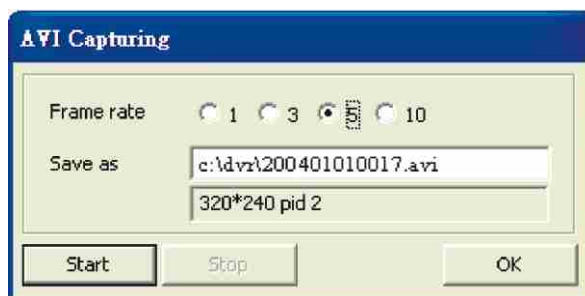 AVI Capturing
Frame rate 1 3 5 10
Save as c:\dvr\200401010017.avi
320*240 pid 2
Start Stop OK